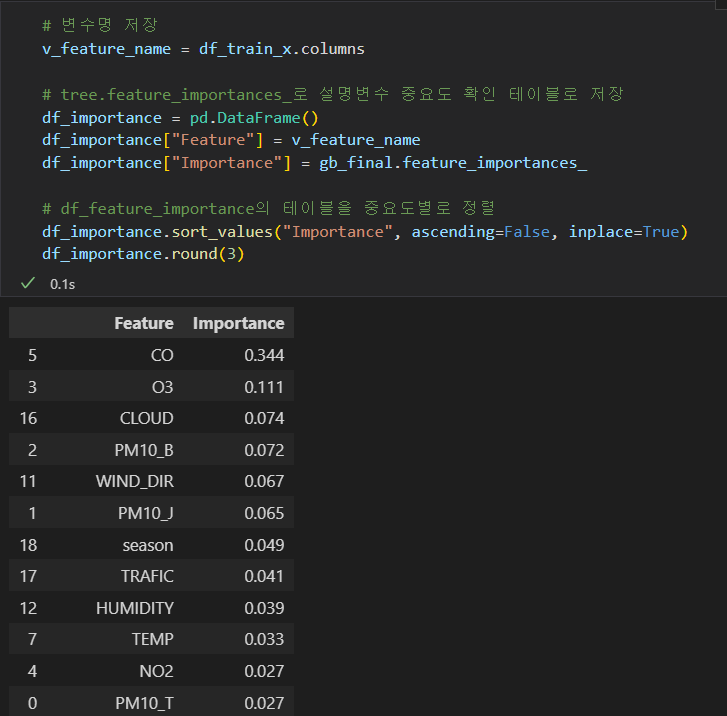 # 변수명 저장
v_feature_name = df_train_x.columns
# tree.feature_importances_로 설명변수 중요도 확인 테이블로 저장
df_importance = pd.DataFrame()
df_importance["Feature"] = v_feature_name
df_importance["Importance"] = gb_final.feature_importances_
# df_feature_importance의 테이블을 중요도별로 정렬
df_importance.sort_values("Importance", ascending=False, inplace=True)
df_importance.round(3)
0.1s
Feature Importance
5 CO 0.344
3 O3 0.111
16 CLOUD 0.074
2 PM10_B 0.072
11 WIND_DIR 0.067
1 PM10_J 0.065
18 season 0.049
17 TRAFIC 0.041
12 HUMIDITY 0.039
7 TEMP 0.033
4 NO2 0.027
0 PM10_T 0.027